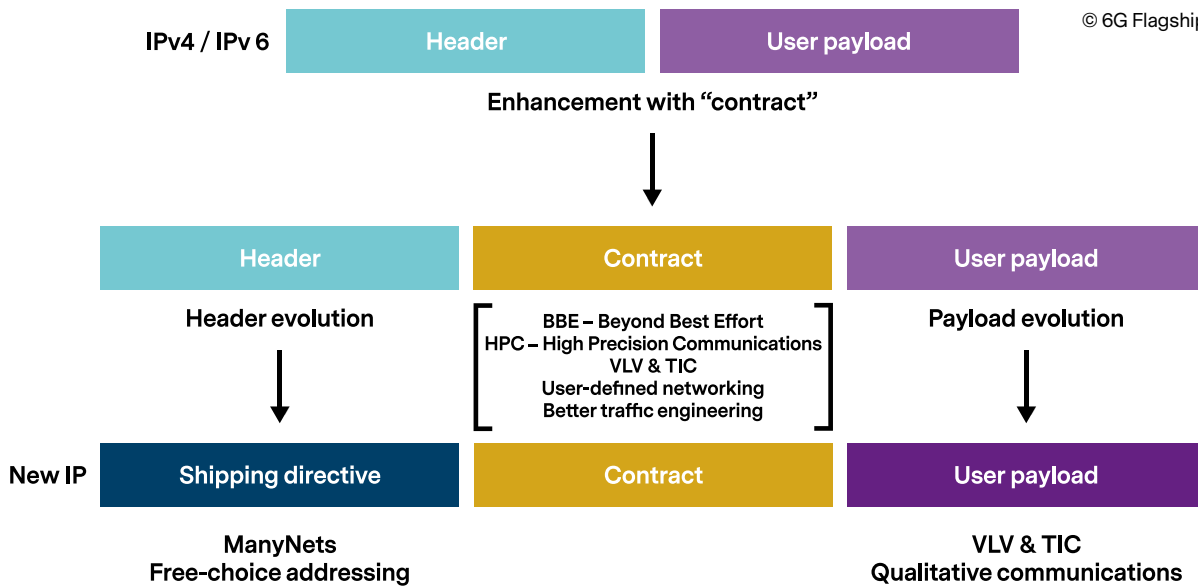 © 6G Flagship
IPv4 / IPv 6
Header
User payload
Enhancement with “contract”
Header
Contract
User payload
Header evolution
BBE – Beyond Best Effort
HPC – High Precision Communications
VLV & TIC
User-defined networking
Better traffic engineering
Payload evolution
New IP
Shipping directive
Contract
User payload
ManyNets
Free-choice addressing
VLV & TIC
Qualitative communications